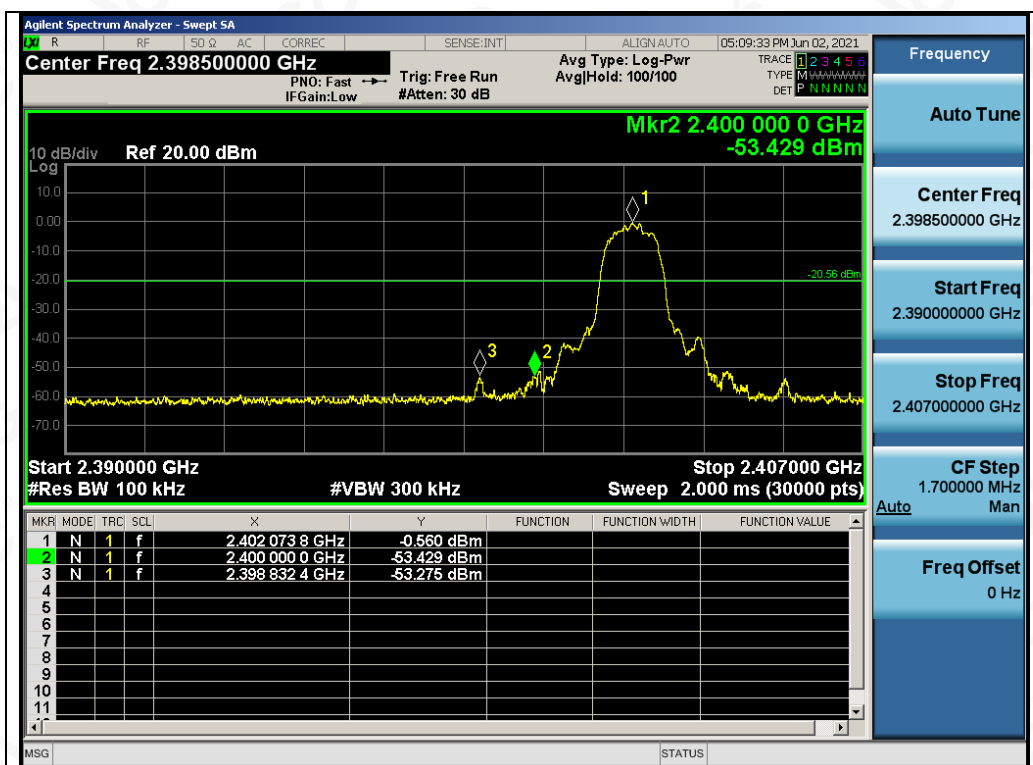 Agilent Spectrum Analyzer - Swept SA
LXI R RF 50 Ω AC CORREC SENSE:INT ALIGNAUTO 05:09:33 PM Jun 02, 2021
Center Freq 2.398500000 GHz
PNO: Fast
IFGain:Low
Trig: Free Run
#Atten: 30 dB
Avg Type: Log-Pwr
Avg|Hold: 100/100
TRACE 1 2 3 4 5 6
TYPE M WWWWW
DET P N N N N N
Mkr2 2.400 000 0 GHz
-53.429 dBm
10 dB/div Ref 20.00 dBm
Log
10.0
0.00
-10.0
-20.0
-30.0
-40.0
-50.0
-60.0
-70.0
1
-20.56 dBm
3
2
Start 2.390000 GHz Stop 2.407000 GHz
#Res BW 100 kHz #VBW 300 kHz Sweep 2.000 ms (30000 pts)
MKR MODE TRC SCL X Y FUNCTION FUNCTION WIDTH FUNCTION VALUE
1 N 1 f 2.402 073 8 GHz -0.560 dBm
2 N 1 f 2.400 000 0 GHz -53.429 dBm
3 N 1 f 2.398 832 4 GHz -53.275 dBm
4
5
6
7
8
9
10
11
MSG STATUS
Frequency
Auto Tune
Center Freq
2.398500000 GHz
Start Freq
2.390000000 GHz
Stop Freq
2.407000000 GHz
CF Step
1.700000 MHz
Auto Man
Freq Offset
0 Hz